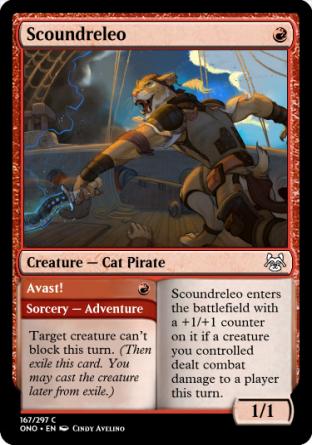 Scoundreleo
Creature — Cat Pirate
Avast!
Sorcery — Adventure
Target creature can't
block this turn. (Then
exile this card. You
may cast the creature
later from exile.)
Scoundreleo enters
the battlefield with
a +1/+1 counter
on it if a creature
you controlled
dealt combat
damage to a player
this turn.
1/1
167/297 C
ONO • EN Cindy Avelino